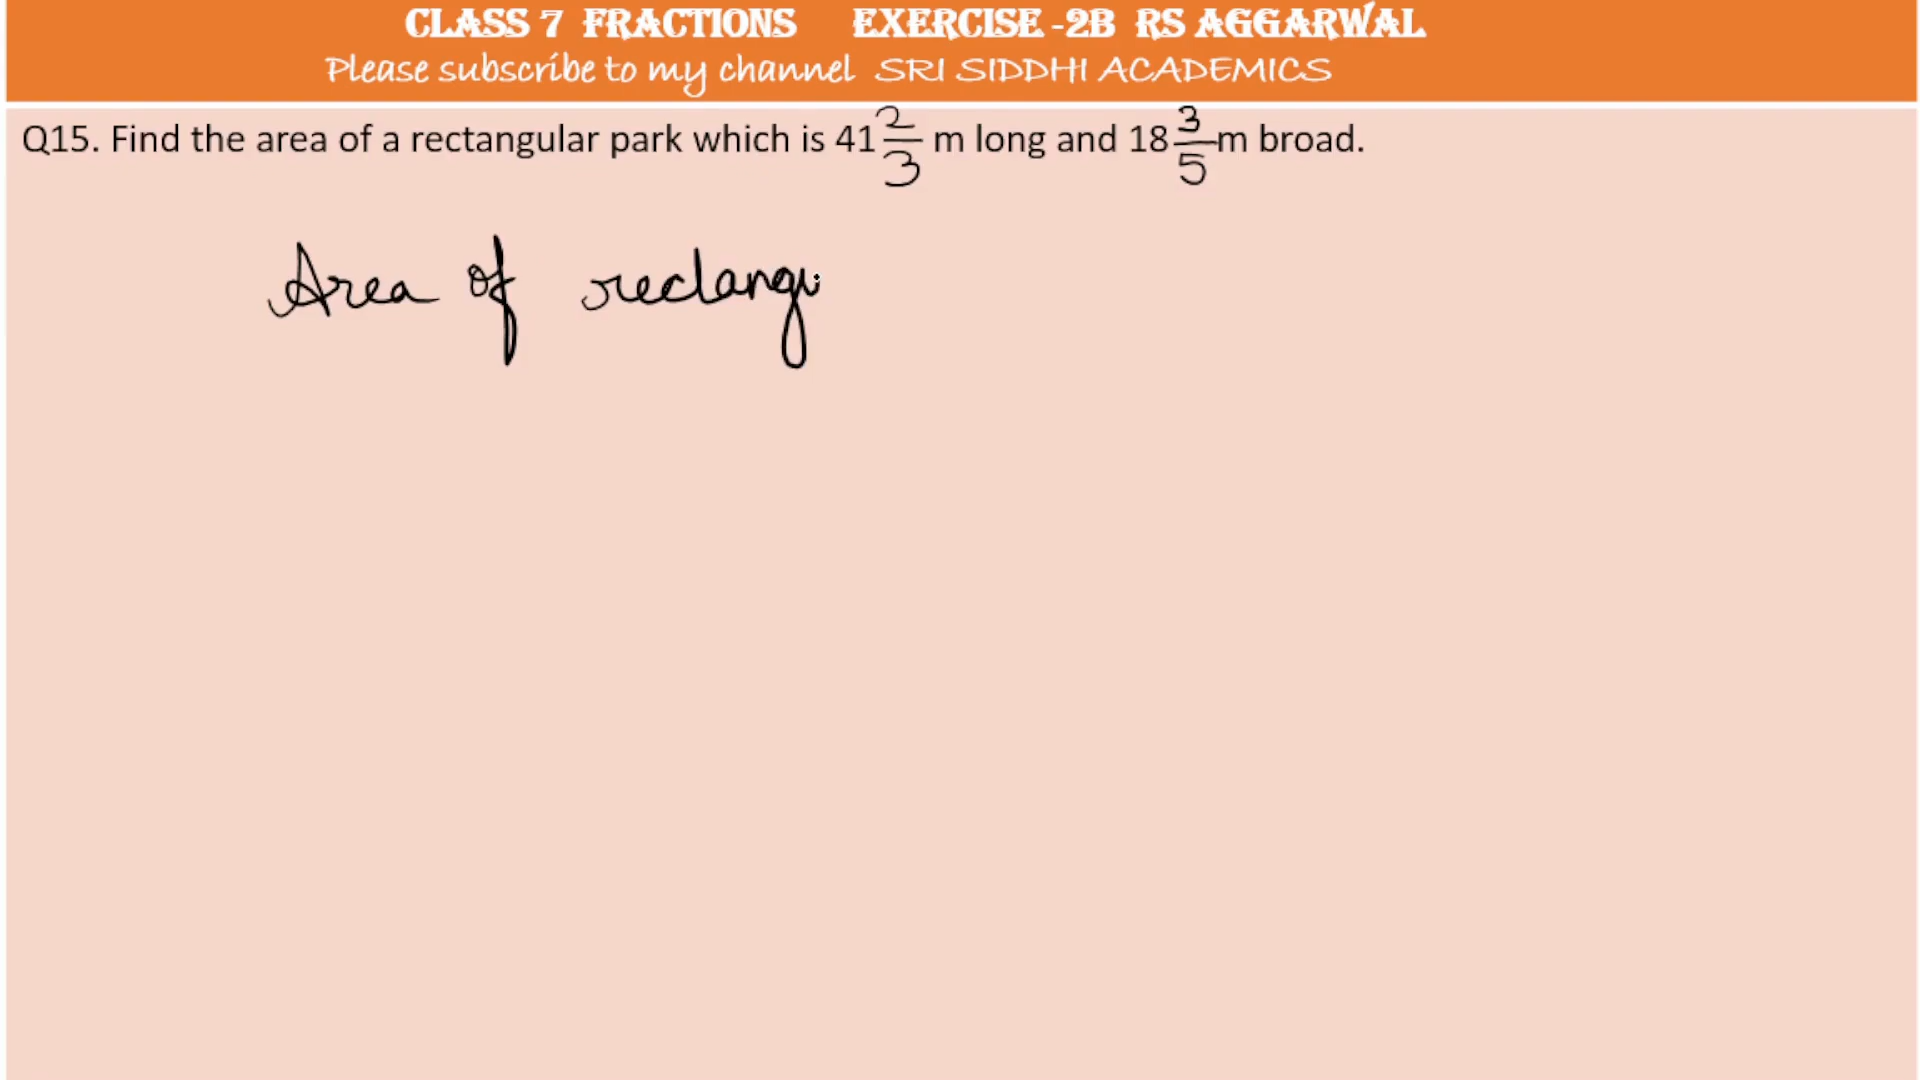 CLASS 7 FRACTIONS EXERCISE -2B RS AGGARWAL
Please subscribe to my channel SRI SIDDHI ACADEMICS
Q15. Find the area of a rectangular park which is 41 2/3 m long and 18 3/5 m broad.
Area of rectangu